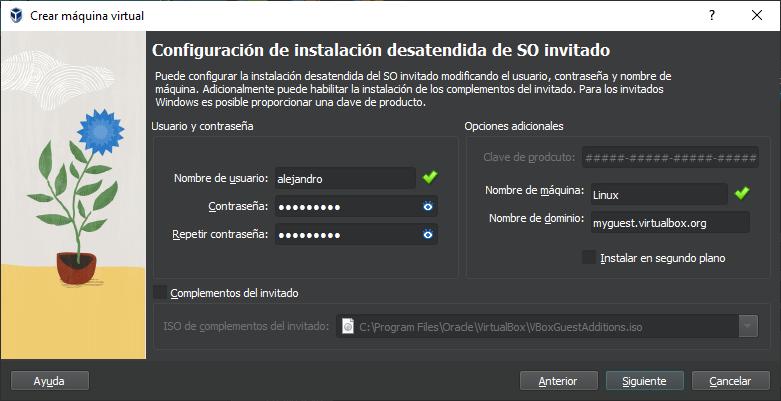 Crear máquina virtual
Configuración de instalación desatendida de SO invitado
Puede configurar la instalación desatendida del SO invitado modificando el usuario, contraseña y nombre de
máquina. Adicionalmente puede habilitar la instalación de los complementos del invitado. Para los invitados
Windows es posible proporcionar una clave de producto.
Usuario y contraseña
Nombre de usuario: alejandro
Contraseña: ●●●●●●●●●
Repetir contraseña: ●●●●●●●●●
Opciones adicionales
Clave de prodcuto: #####-#####-#####-#####
Nombre de máquina: Linux
Nombre de dominio: myguest.virtualbox.org
Instalar en segundo plano
Complementos del invitado
ISO de complementos del invitado: C:\Program Files\Oracle\VirtualBox\VBoxGuestAdditions.iso
Ayuda
Anterior
Siguiente
Cancelar